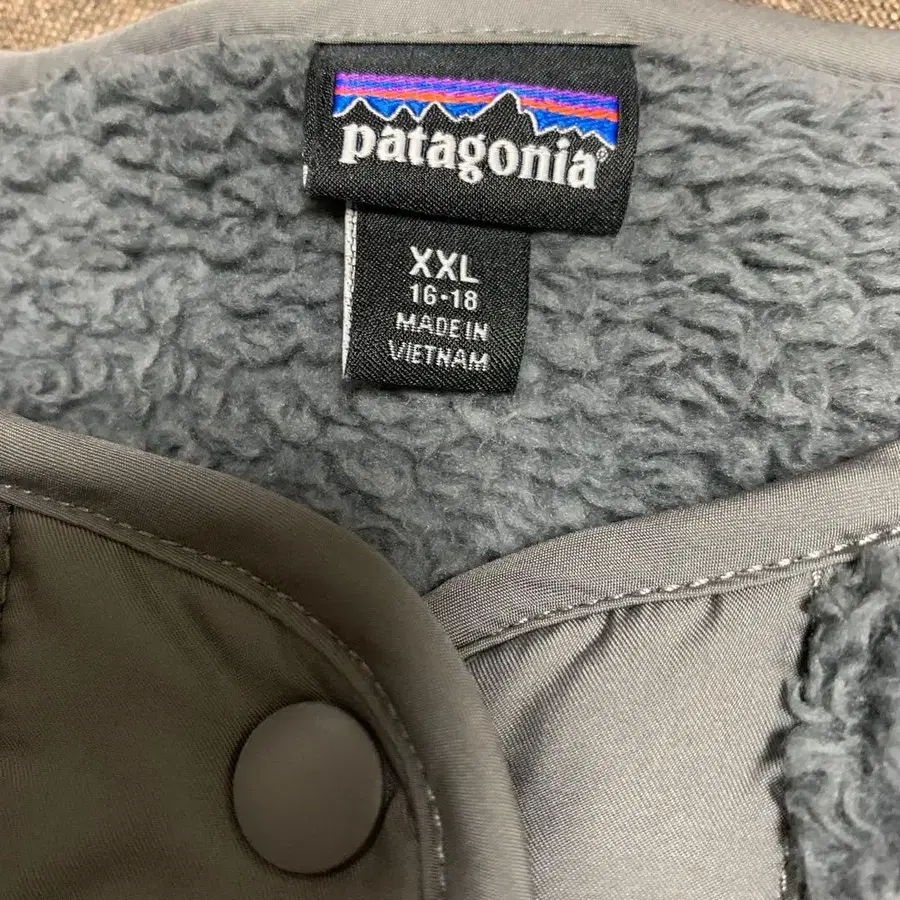 patagonia®
XXL
16-18
MADE IN
VIETNAM